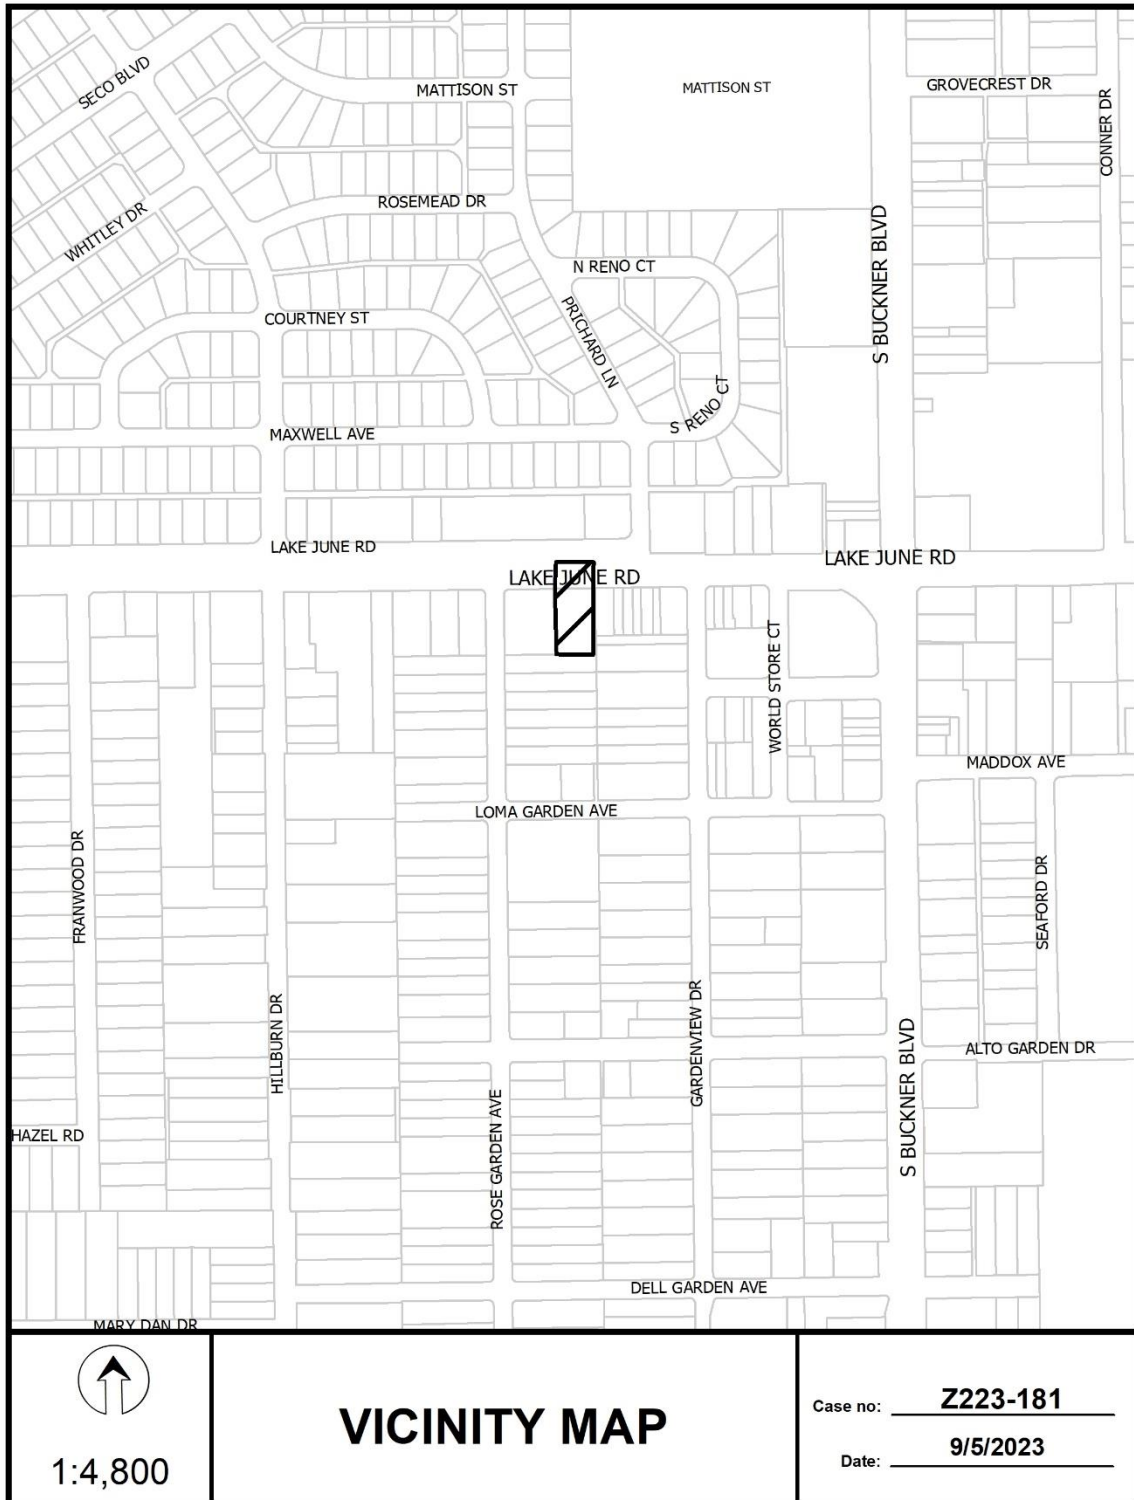 SECO BLVD
MATTISON ST
MATTISON ST
GROVECREST DR
CONNER DR
WHITLEY DR
ROSEMEAD DR
S BUCKNER BLVD
N RENO CT
COURTNEY ST
PRICHARD LN
S RENO CT
MAXWELL AVE
LAKE JUNE RD
LAKE JUNE RD
LAKE JUNE RD
WORLD STORE CT
MADDOX AVE
LOMA GARDEN AVE
FRANWOOD DR
SEAFORD DR
HILLBURN DR
GARDENVIEW DR
S BUCKNER BLVD
ALTO GARDEN DR
HAZEL RD
ROSE GARDEN AVE
DELL GARDEN AVE
MARY DAN DR
1:4,800
VICINITY MAP
Case no: Z223-181
Date: 9/5/2023